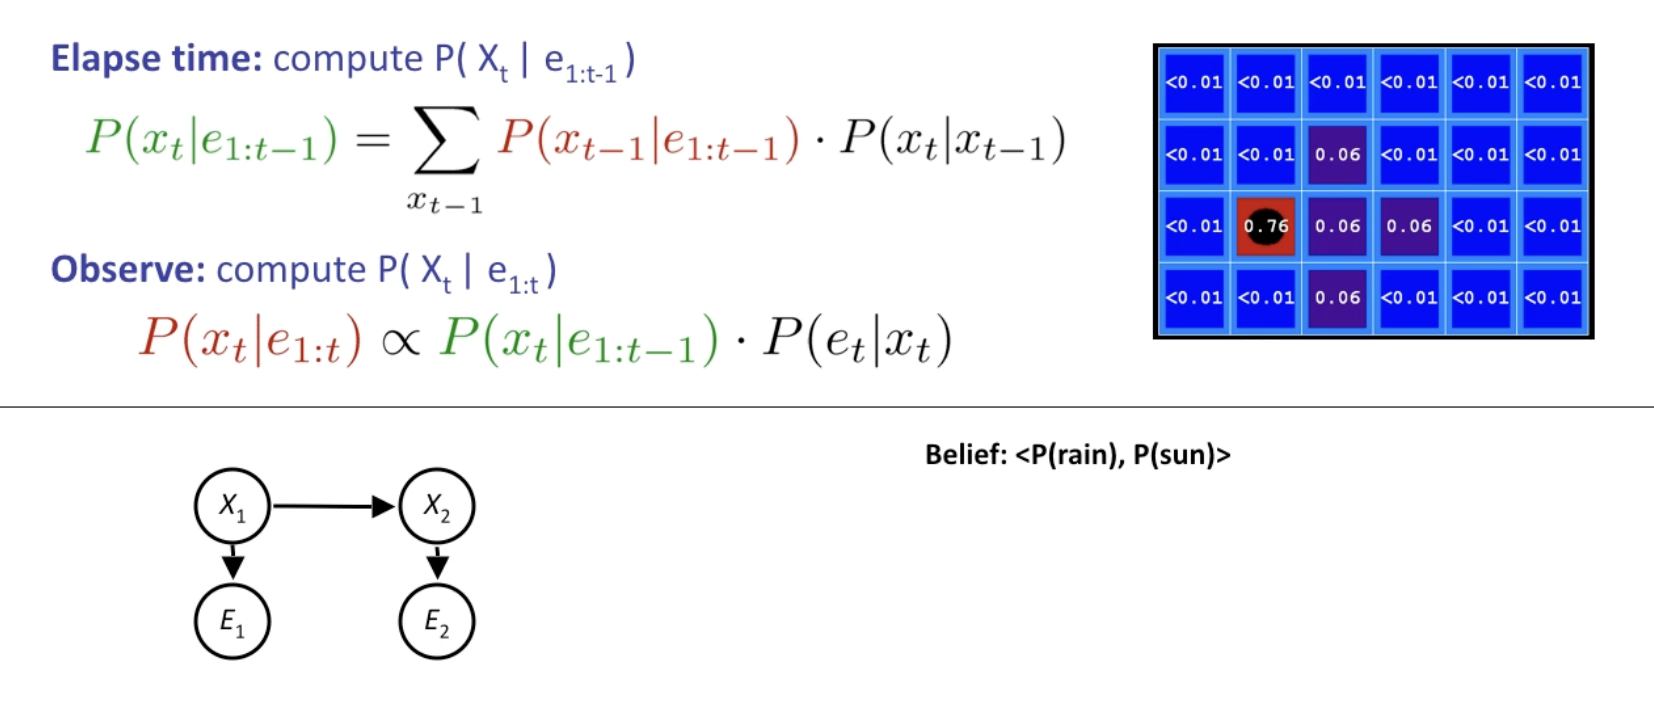 Elapse time: compute P( X_t | e_{1:t-1} )
P(x_t|e_{1:t−1}) = ∑_{x_{t−1}} P(x_{t−1}|e_{1:t−1}) · P(x_t|x_{t−1})
Observe: compute P( X_t | e_{1:t} )
P(x_t|e_{1:t}) ∝ P(x_t|e_{1:t−1}) · P(e_t|x_t)
<0.01 <0.01 <0.01 <0.01 <0.01 <0.01
<0.01 <0.01 0.06 <0.01 <0.01 <0.01
<0.01 0.76 0.06 0.06 <0.01 <0.01
<0.01 <0.01 0.06 <0.01 <0.01 <0.01
Belief: <P(rain), P(sun)>
X_1 X_2
E_1 E_2